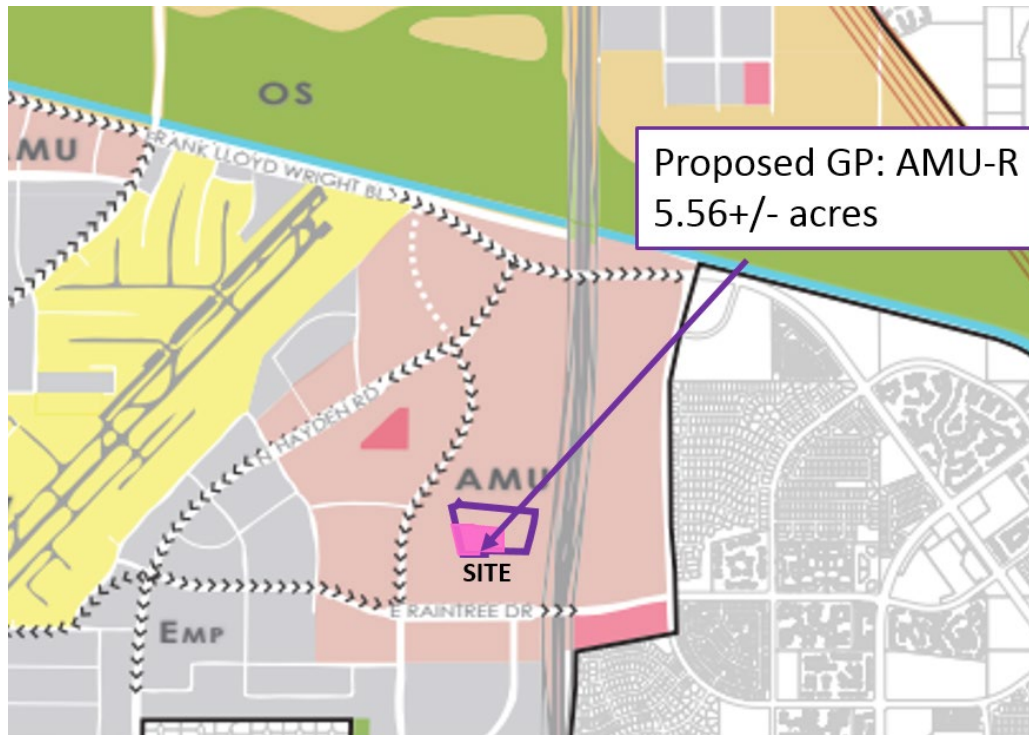 OS
AMU
FRANK LLOYD WRIGHT BL
Proposed GP: AMU-R
5.56+/- acres
N HAYDEN RD
AMU
SITE
E RAINTREE DR
EMP